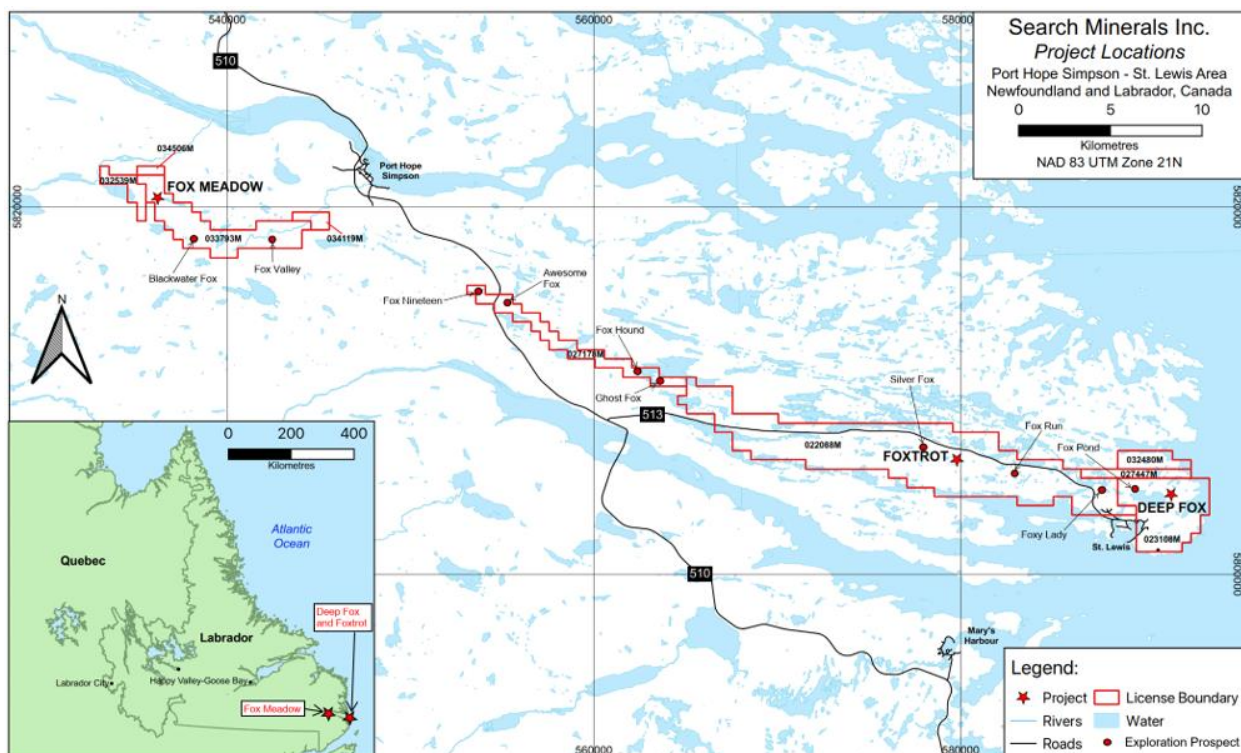 540000
560000
580000
Search Minerals Inc.
Project Locations
Port Hope Simpson - St. Lewis Area
Newfoundland and Labrador, Canada
0 5 10
Kilometres
NAD 83 UTM Zone 21N
510
034506M
Port Hope
Simpson
032539M
FOX MEADOW
5820000
5820000
033793M
034119M
Blackwater Fox
Fox Valley
Awesome
Fox
Fox Nineteen
N
Fox Hound
027178M
Ghost Fox
Silver Fox
513
Fox Run
022088M
Fox Pond
032480M
FOXTROT
027447M
DEEP FOX
Foxy Lady
St. Lewis
023108M
510
5800000
5800000
Mary's
Harbour
0 200 400
Kilometres
Atlantic
Ocean
Quebec
Deep Fox
and Foxtrot
Labrador
Labrador City
Happy Valley-Goose Bay
Fox Meadow
Legend:
Project
License Boundary
Rivers
Water
Roads
Exploration Prospect
560000
580000